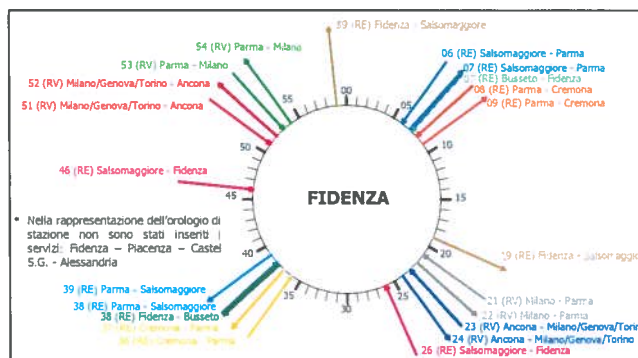 59 (RE) Fidenza - Salsomaggiore
54 (RV) Parma - Milano
53 (RV) Parma - Milano
52 (RV) Milano/Genova/Torino - Ancona
51 (RV) Milano/Genova/Torino - Ancona
06 (RE) Salsomaggiore - Parma
07 (RE) Salsomaggiore - Parma
07 (RE) Busseto - Fidenza
08 (RE) Parma - Cremona
09 (RE) Parma - Cremona
00
05
10
15
20
25
30
35
40
45
50
55
46 (RE) Salsomaggiore - Fidenza
FIDENZA
• Nella rappresentazione dell'orologio di
stazione non sono stati inseriti i
servizi: Fidenza – Piacenza – Castel
S.G. - Alessandria
19 (RE) Fidenza - Salsomaggio
39 (RE) Parma - Salsomaggiore
38 (RE) Parma - Salsomaggiore
38 (RE) Fidenza - Busseto
(RE) Cremona - Parma
36 (RE) Cremona - Parma
21 (RV) Milano - Parma
22 (RV) Milano - Parma
23 (RV) Ancona - Milano/Genova/Torino
24 (RV) Ancona - Milano/Genova/Torino
26 (RE) Salsomaggiore - Fidenza